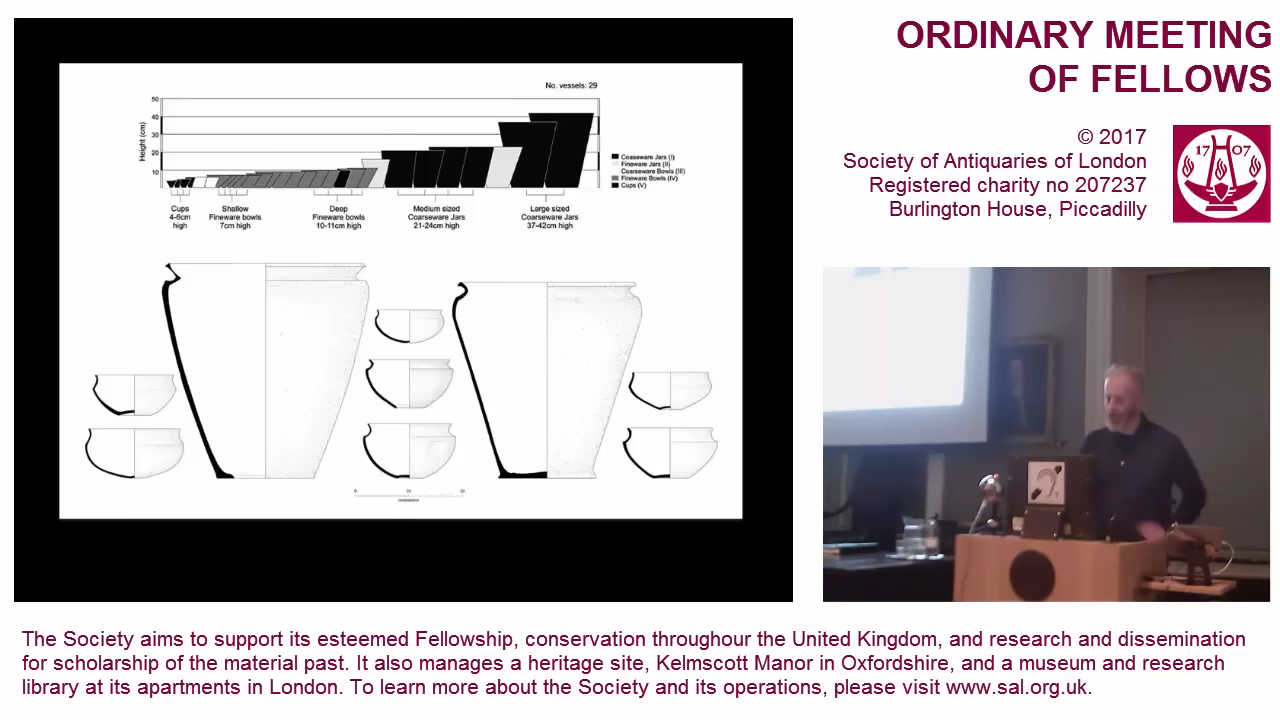 ORDINARY MEETING
OF FELLOWS
© 2017
Society of Antiquaries of London
Registered charity no 207237
Burlington House, Piccadilly
17 07
No. vessels: 29
Height (cm)
50
40
30
20
10
Coaseware Jars (I)
Fineware Jars (II)
Coarseware Bowls (III)
Fineware Bowls (IV)
Cups (V)
Cups
4-6cm
high
Shallow
Fineware bowls
7cm high
Deep
Fineware bowls
10-11cm high
Medium sized
Coarseware Jars
21-24cm high
Large sized
Coarseware Jars
37-42cm high
The Society aims to support its esteemed Fellowship, conservation throughour the United Kingdom, and research and dissemination
for scholarship of the material past. It also manages a heritage site, Kelmscott Manor in Oxfordshire, and a museum and research
library at its apartments in London. To learn more about the Society and its operations, please visit www.sal.org.uk.